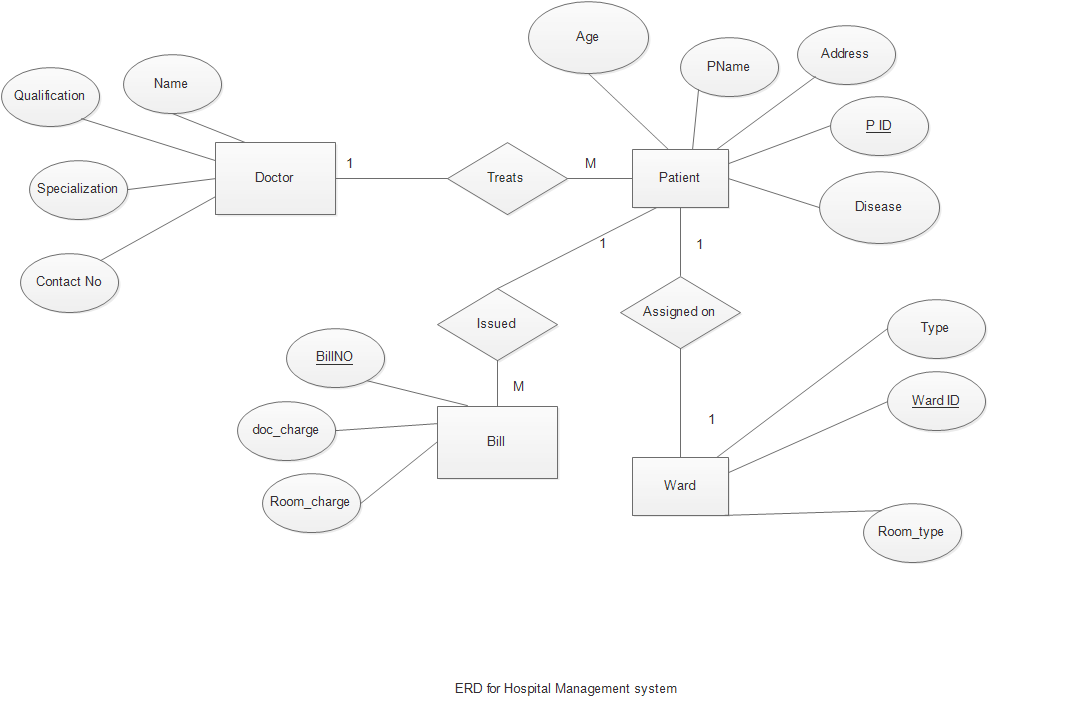 Age
Address
PName
Name
Qualification
P ID
Doctor
1
Treats
M
Patient
Specialization
Disease
1
1
Contact No
Assigned on
Issued
Type
BillNO
M
Ward ID
1
doc_charge
Bill
Ward
Room_charge
Room_type
ERD for Hospital Management system